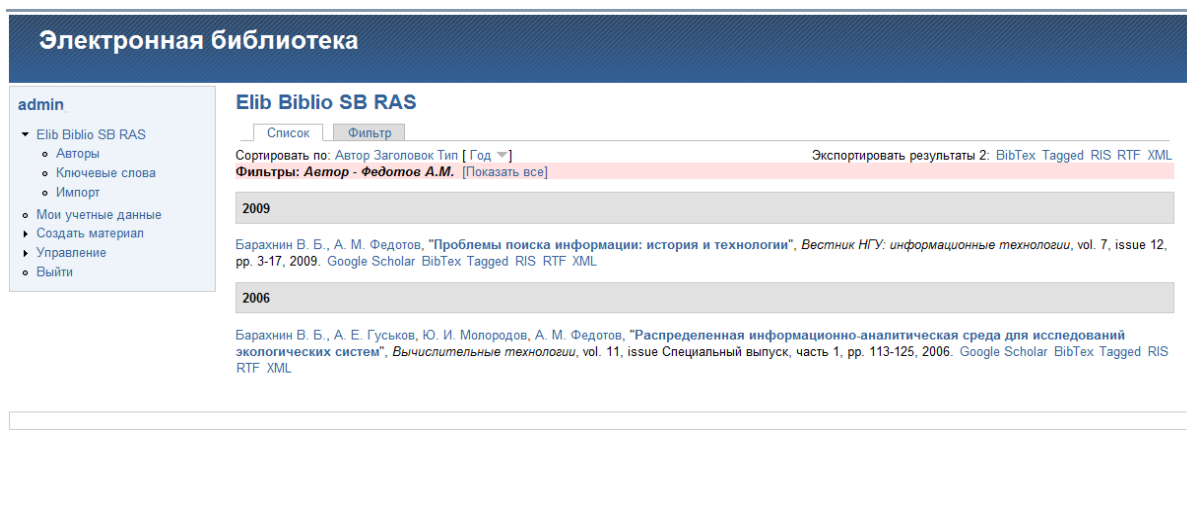 Электронная библиотека
admin
Elib Biblio SB RAS
Авторы
Ключевые слова
Импорт
Мои учетные данные
Создать материал
Управление
Выйти
Elib Biblio SB RAS
Список Фильтр
Сортировать по: Автор Заголовок Тип [ Год ] Экспортировать результаты 2: BibTex Tagged RIS RTF XML
Фильтры: Автор - Федотов А.М. [Показать все]
2009
Барахнин В. Б., А. М. Федотов, "Проблемы поиска информации: история и технологии", Вестник НГУ: информационные технологии, vol. 7, issue 12,
pp. 3-17, 2009. Google Scholar BibTex Tagged RIS RTF XML
2006
Барахнин В. Б., А. Е. Гуськов, Ю. И. Молородов, А. М. Федотов, "Распределенная информационно-аналитическая среда для исследований
экологических систем", Вычислительные технологии, vol. 11, issue Специальный выпуск, часть 1, pp. 113-125, 2006. Google Scholar BibTex Tagged RIS
RTF XML